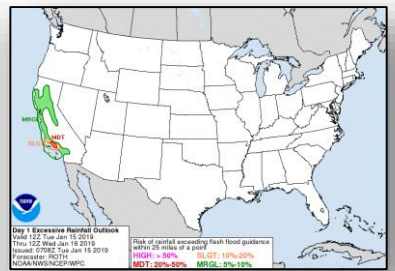 MRGL
MDT
SLGT
noaa
Day 1 Excessive Rainfall Outlook
Valid 12Z Tue Jan 15 2019
Thru 12Z Wed Jan 16 2019
Issued: 0708Z Tue Jan 15 2019
Forecaster: ROTH
NOAA/NWS/NCEP/WPC
Risk of rainfall exceeding flash flood guidance
within 25 miles of a point
HIGH: > 50% SLGT: 10%-20%
MDT: 20%-50% MRGL: 5%-10%